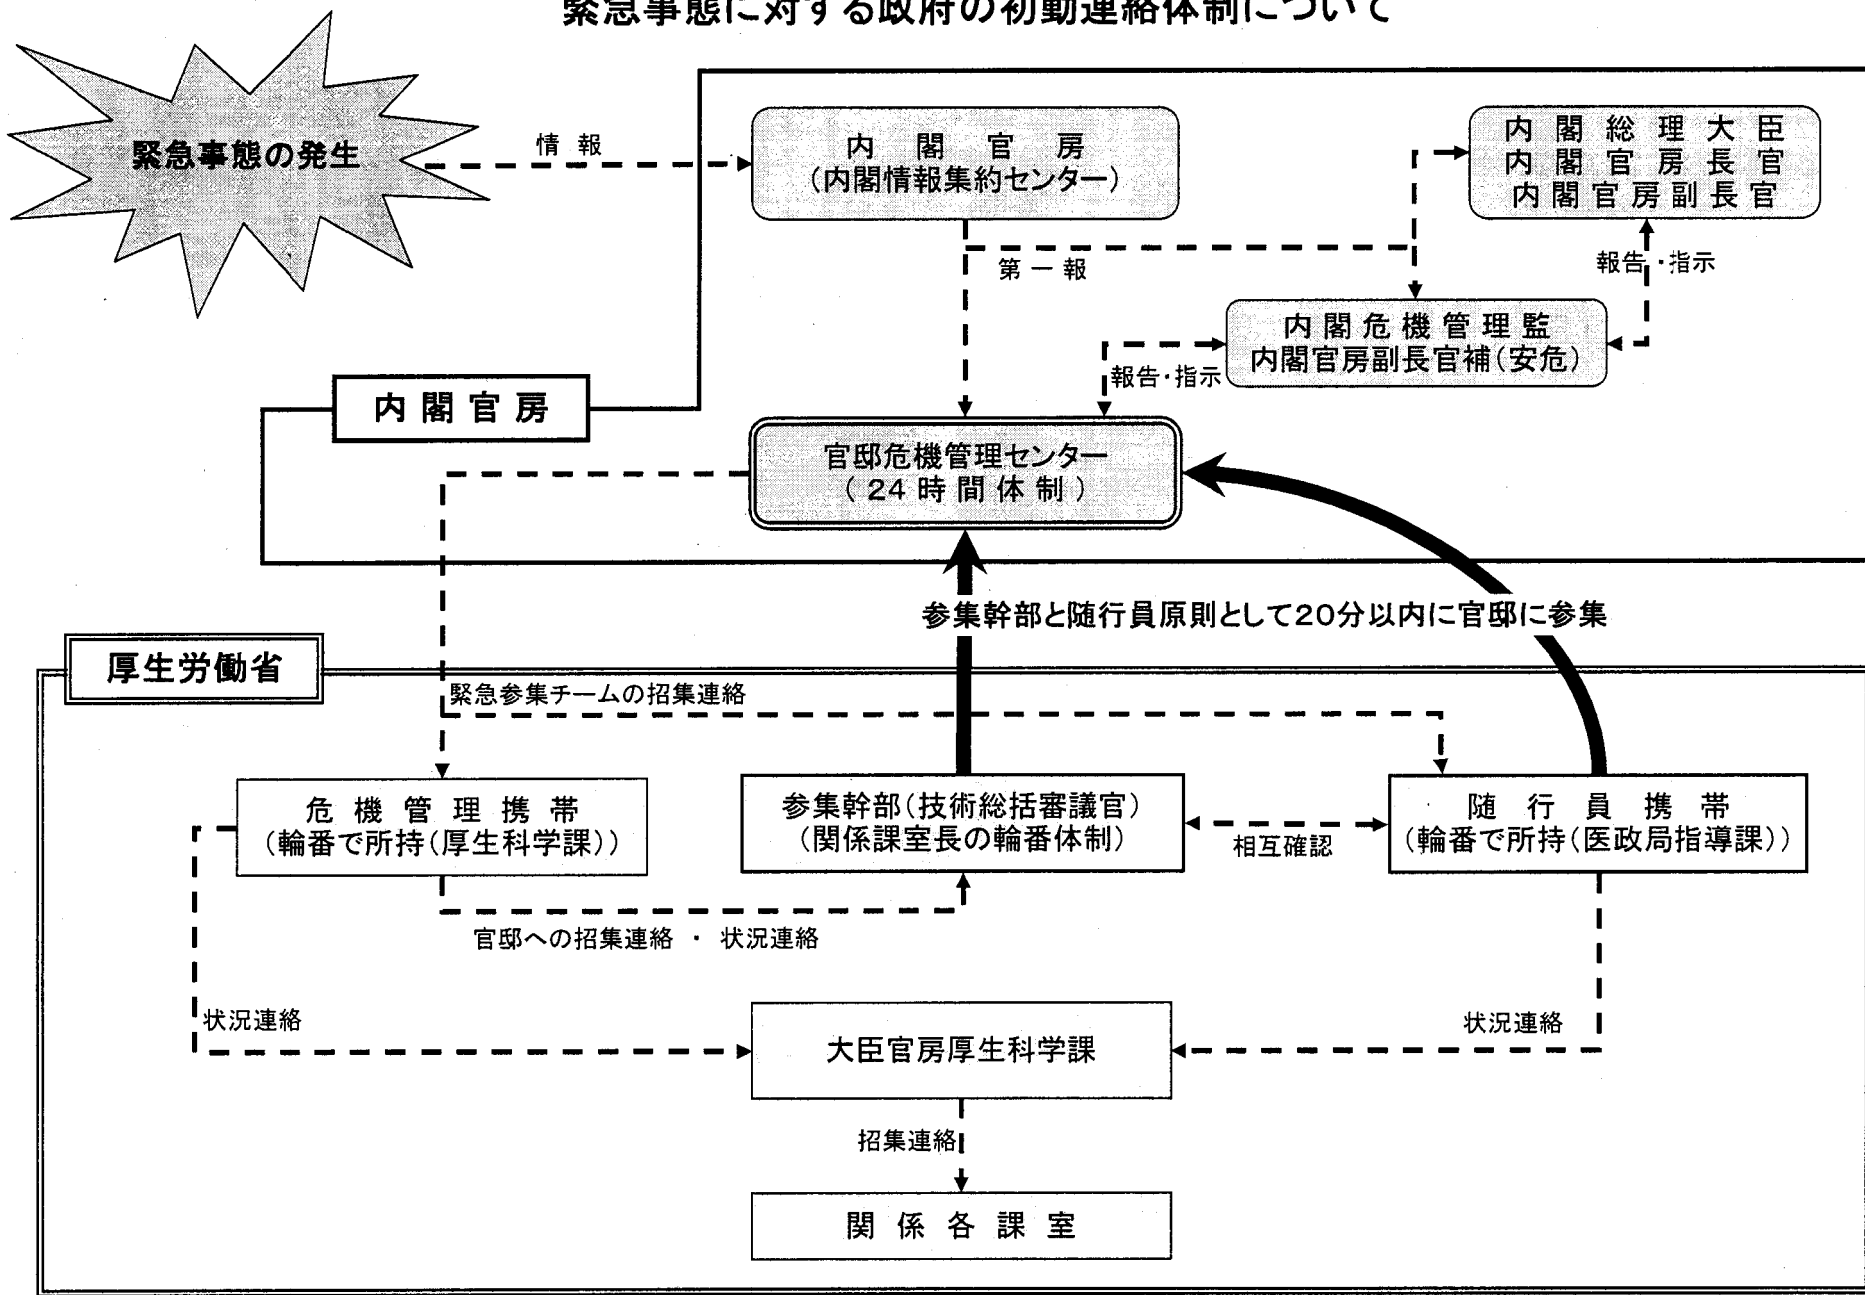 緊急事態に対する政府の初動連絡体制について
緊急事態の発生
情報
内閣官房
(内閣情報集約センター)
内閣総理大臣
内閣官房長官
内閣官房副長官
第一報
報告・指示
内閣危機管理監
内閣官房副長官補(安危)
報告・指示
内閣官房
官邸危機管理センター
(24時間体制)
参集幹部と随行員原則として20分以内に官邸に参集
厚生労働省
緊急参集チームの招集連絡
危機管理携帯
(輪番で所持(厚生科学課))
参集幹部(技術総括審議官)
(関係課室長の輪番体制)
相互確認
随行員携帯
(輪番で所持(医政局指導課))
官邸への招集連絡・状況連絡
状況連絡
状況連絡
大臣官房厚生科学課
招集連絡
関係各課室